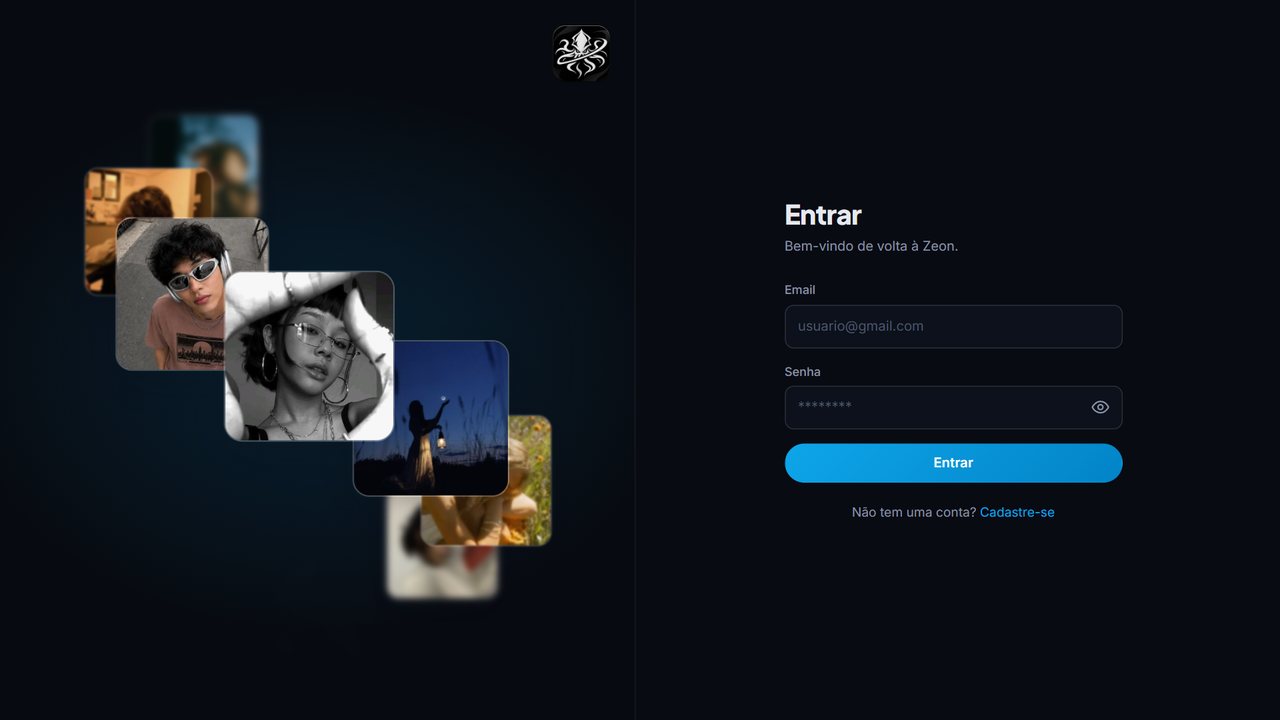 Entrar
Bem-vindo de volta à Zeon.
Email
usuario@gmail.com
Senha
********
Entrar
Não tem uma conta? Cadastre-se